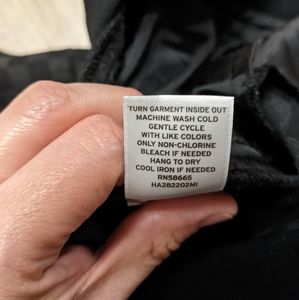 TURN GARMENT INSIDE OUT
MACHINE WASH COLD
GENTLE CYCLE
WITH LIKE COLORS
ONLY NON-CHLORINE
BLEACH IF NEEDED
HANG TO DRY
COOL IRON IF NEEDED
RN58665
HA282202MI